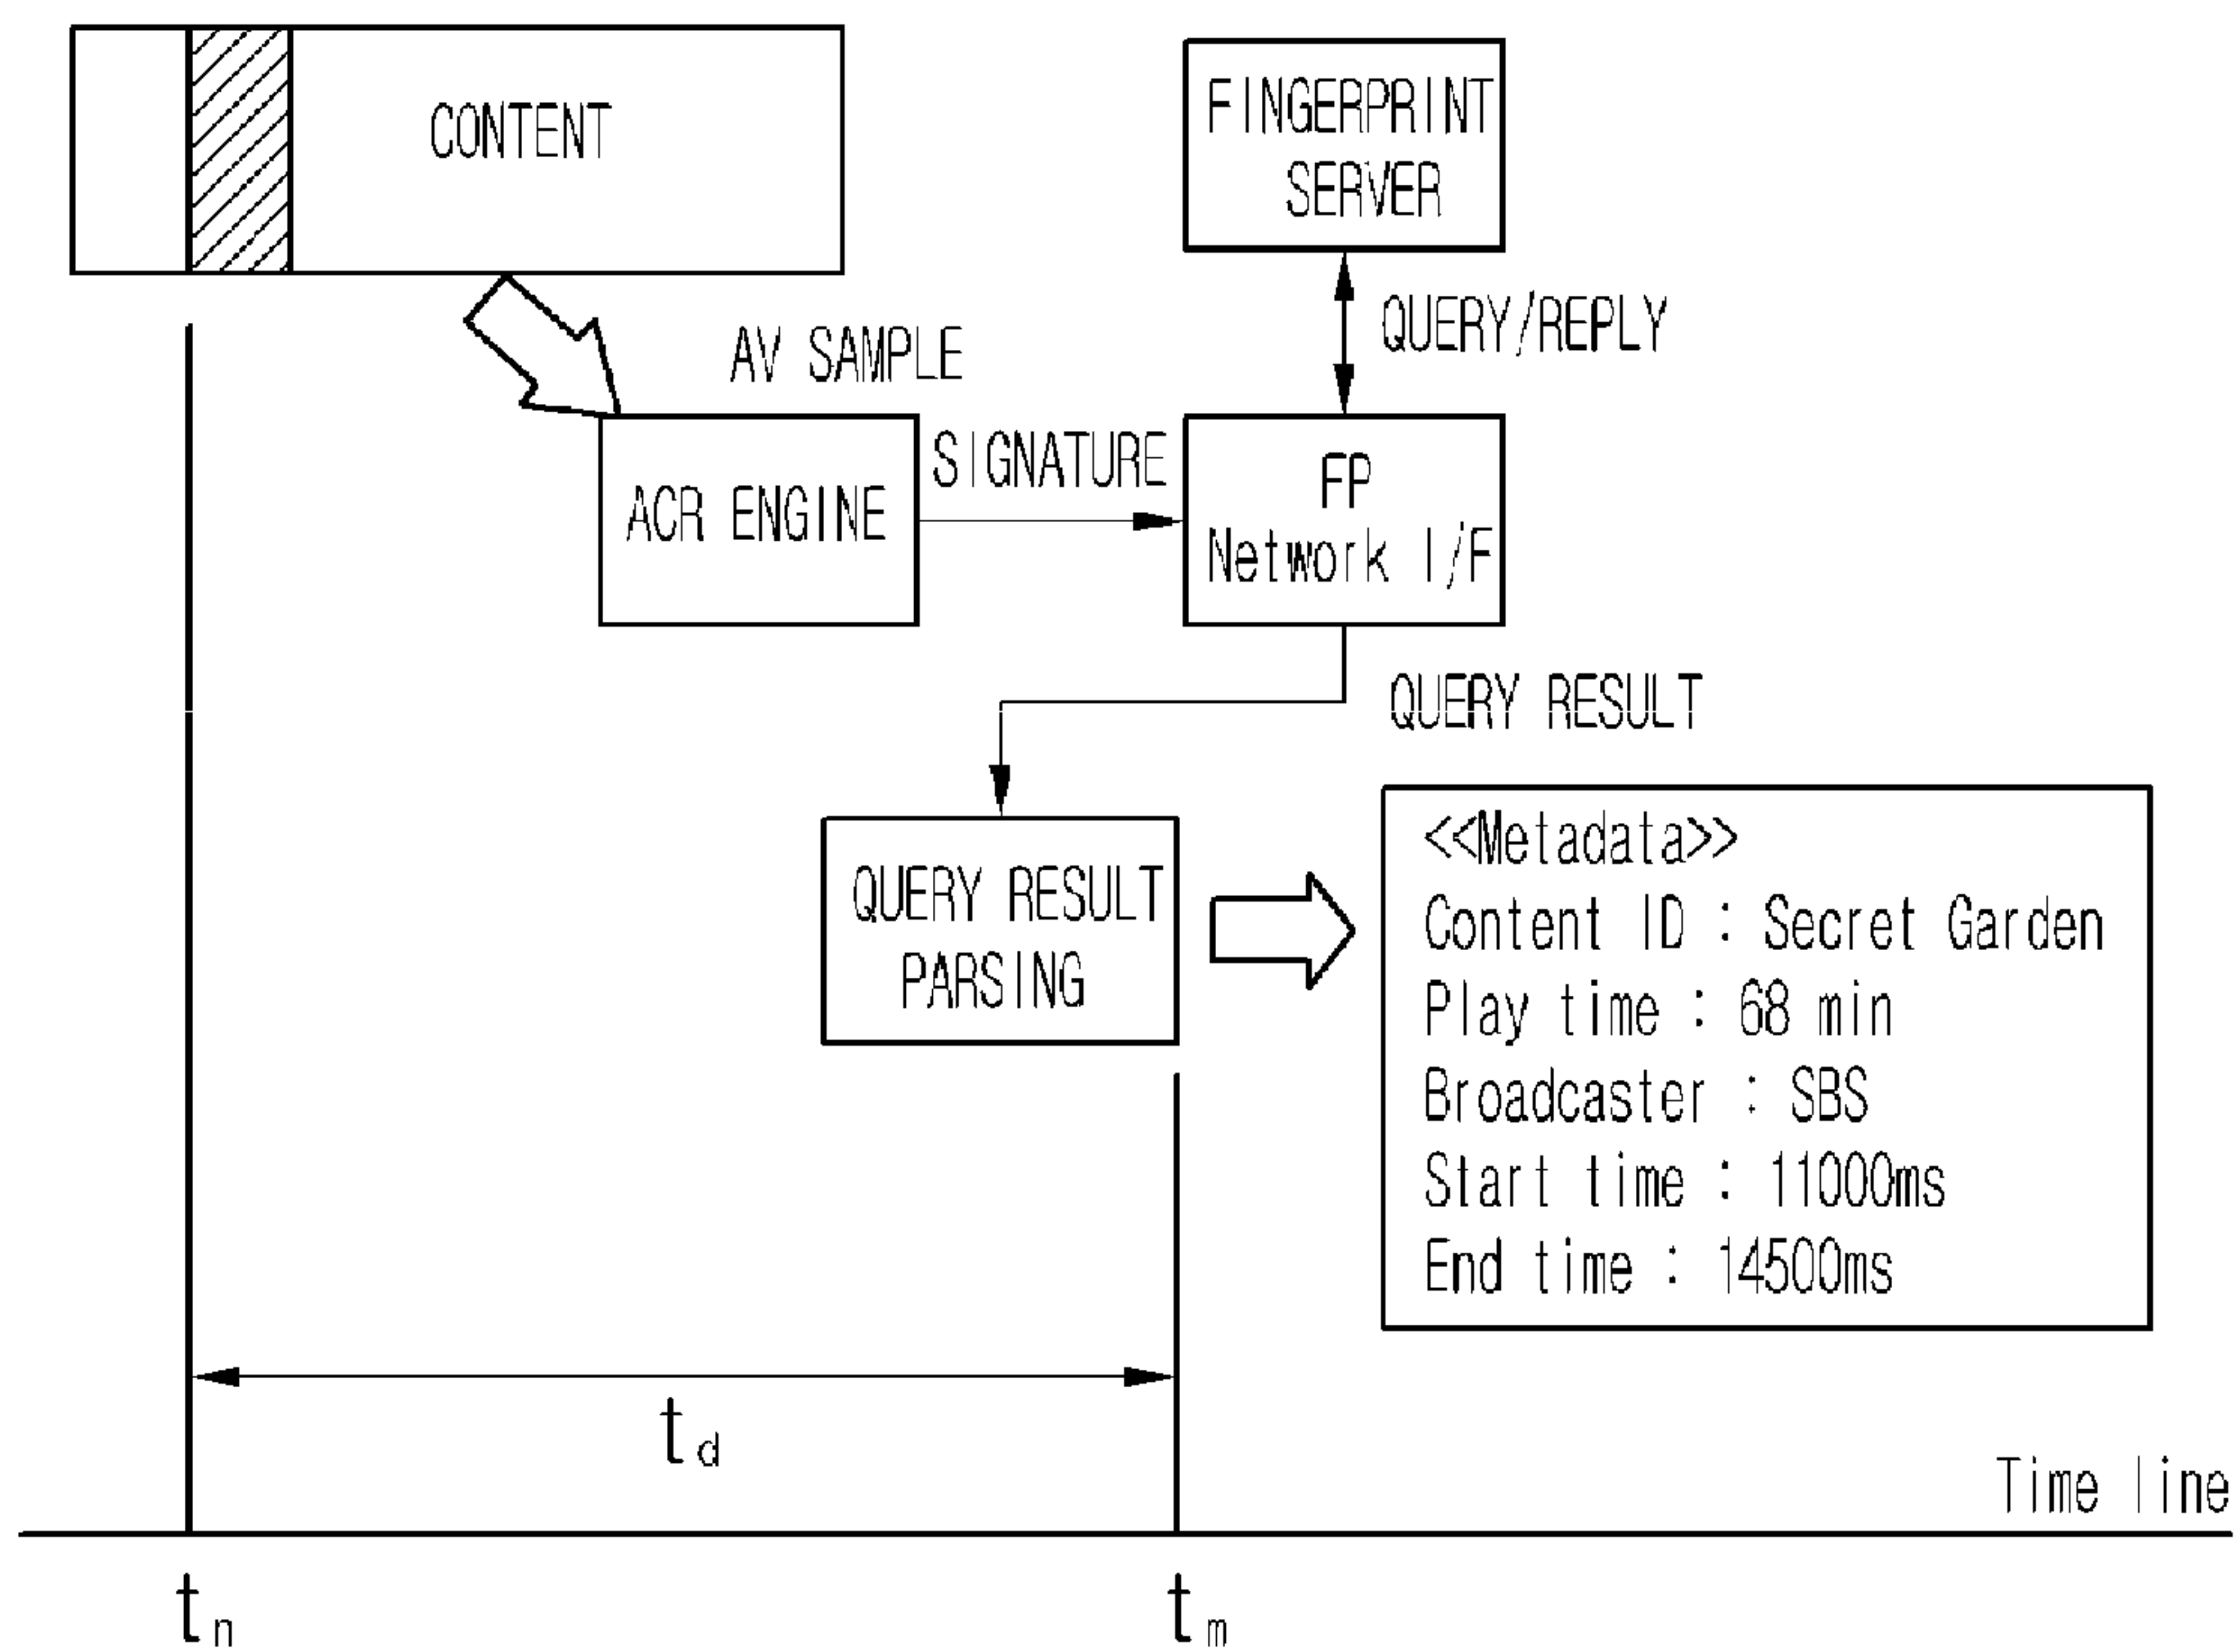 CONTENT
FINGERPRINT
SERVER
QUERY/REPLY
AV SAMPLE
SIGNATURE
ACR ENGINE
FP
Network I/F
QUERY RESULT
QUERY RESULT
PARSING
<<Metadata>>
Content ID : Secret Garden
Play time : 68 min
Broadcaster : SBS
Start time : 11000ms
End time : 14500ms
td
Time line
tn
tm